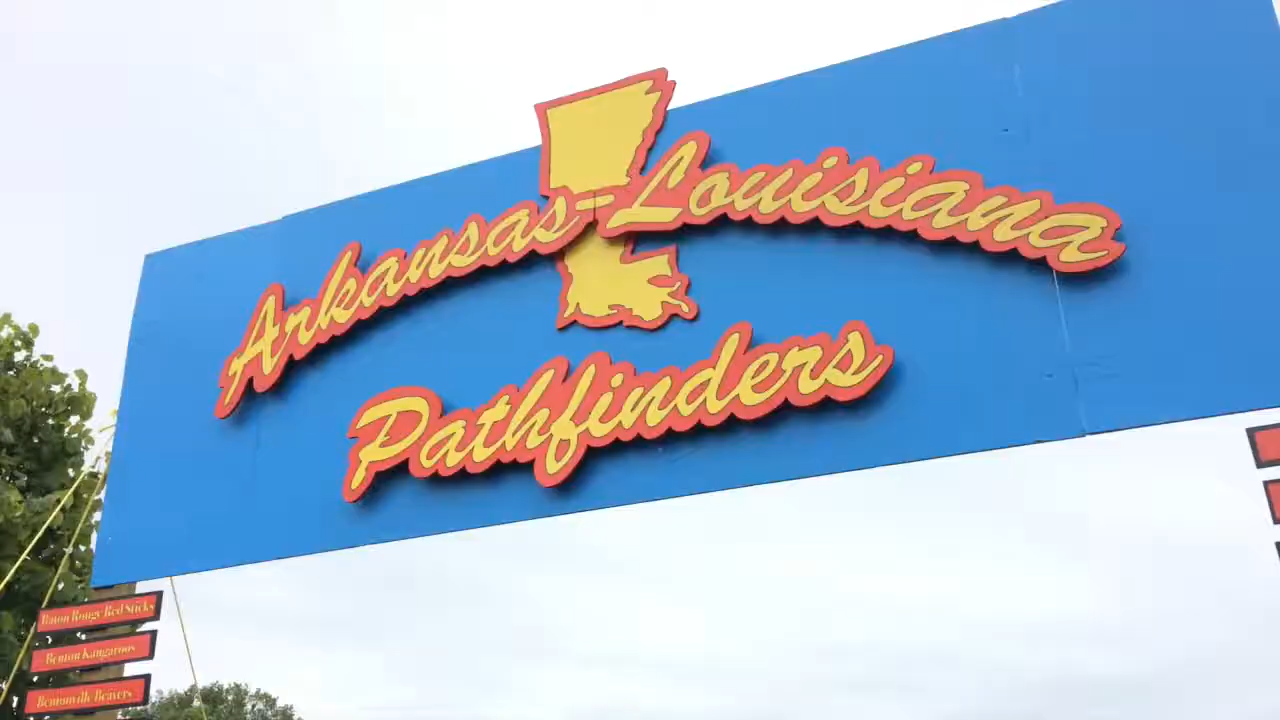 Arkansas-Louisiana
Pathfinders
Baton Rouge Red Sticks
Benton Kangaroos
Bentonville Beavers